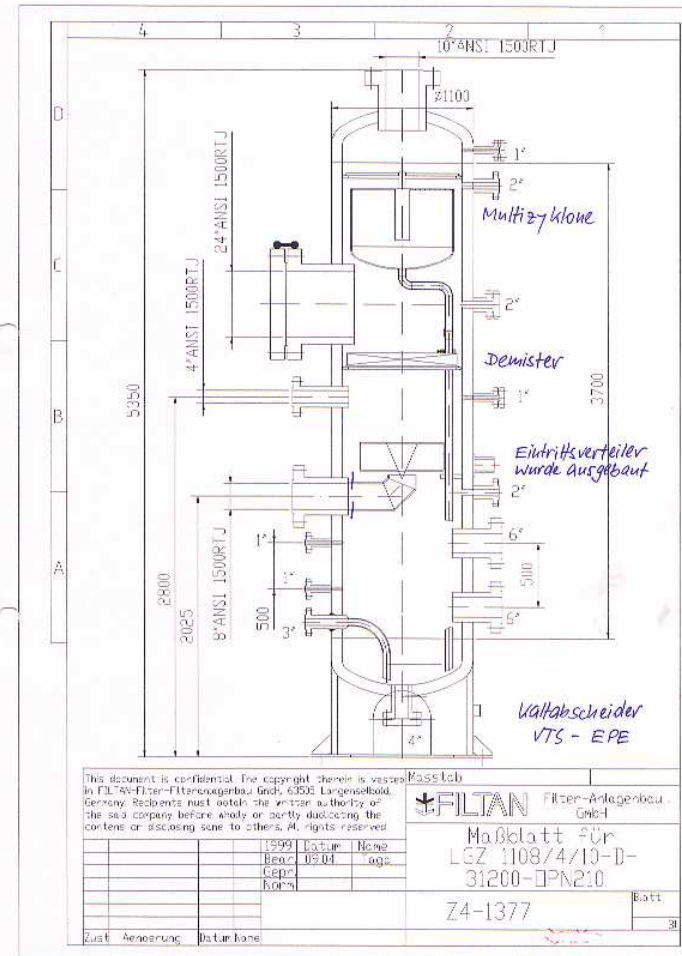 4 3 2 1
10"ANSI 1500RTJ
D
ø1100
1"
2"
Multizyklone
24"ANSI 1500RTJ
C
4"ANSI 1500RTJ
2"
Demister
5350
3700
1"
B
Eintrittsverteiler
wurde ausgebaut
2"
6"
1"
A
8"ANSI 1500RTJ
2800
2025
1"
500
500
3"
6"
Kaltabscheider
VTS - EPE
4"
This document is confidential. The copyright therein is vested
in FILTAN-Filter-Filteranlagenbau GmbH, 63505 Langenselbold,
Germany. Recipients must obtain the written authority of
the said company before wholly or partly duplicating the
contens or disclosing same to others. All rights reserved
Masstab
FILTAN Filter-Anlagenbau
GmbH
Maßblatt für
LGZ 1108/4/10-D-
31200-DPN210
1999 Datum Name
Bear. 09.04.
Gepr.
Norm
Z4-1377
Blatt
Bl
Zust Aenderung Datum Name